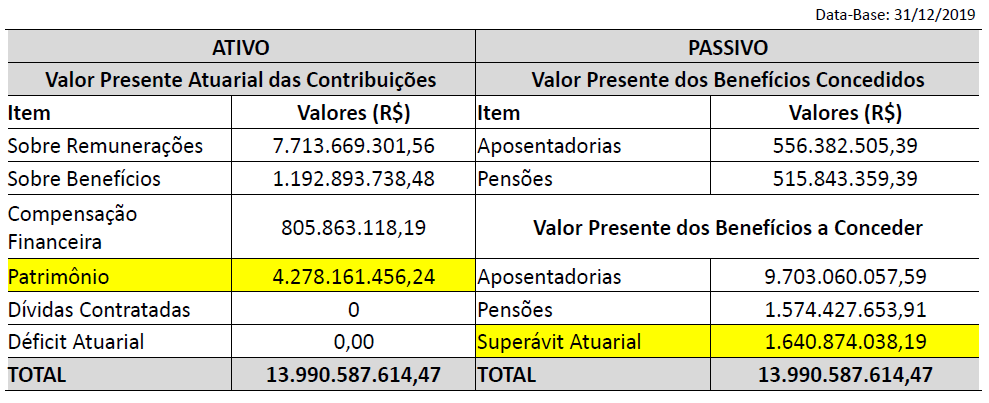 Data-Base: 31/12/2019
ATIVO PASSIVO
Valor Presente Atuarial das Contribuições Valor Presente dos Benefícios Concedidos
Item Valores (R$) Item Valores (R$)
Sobre Remunerações 7.713.669.301,56 Aposentadorias 556.382.505,39
Sobre Benefícios 1.192.893.738,48 Pensões 515.843.359,39
Compensação
Financeira 805.863.118,19 Valor Presente dos Benefícios a Conceder
Patrimônio 4.278.161.456,24 Aposentadorias 9.703.060.057,59
Dívidas Contratadas 0 Pensões 1.574.427.653,91
Déficit Atuarial 0,00 Superávit Atuarial 1.640.874.038,19
TOTAL 13.990.587.614,47 TOTAL 13.990.587.614,47